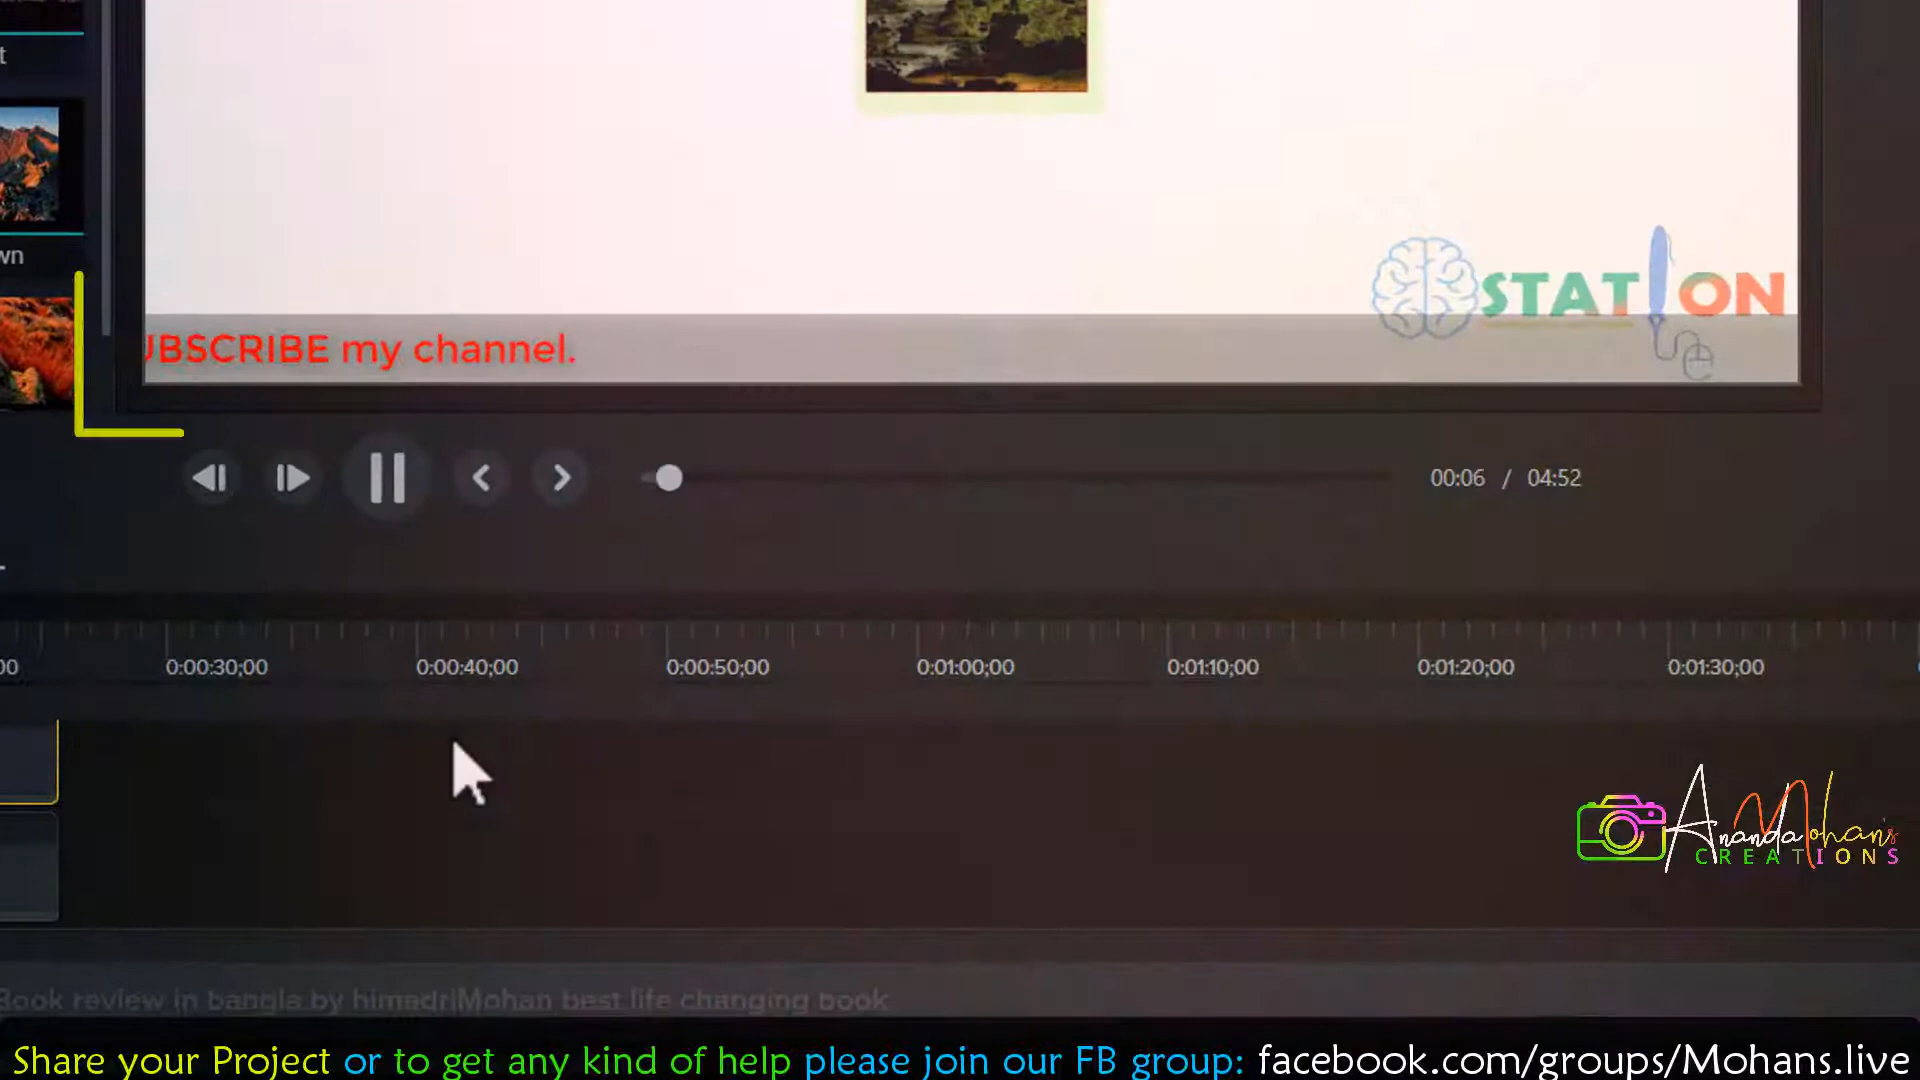 t
wn
STATION
UBSCRIBE my channel.
00:06 / 04:52
00 0:00:30;00 0:00:40;00 0:00:50;00 0:01:00;00 0:01:10;00 0:01:20;00 0:01:30;00
AnandaMohan's
CREATIONS
Book review in bangla by himadriMohan best life changing book
Share your Project or to get any kind of help please join our FB group: facebook.com/groups/Mohans.live